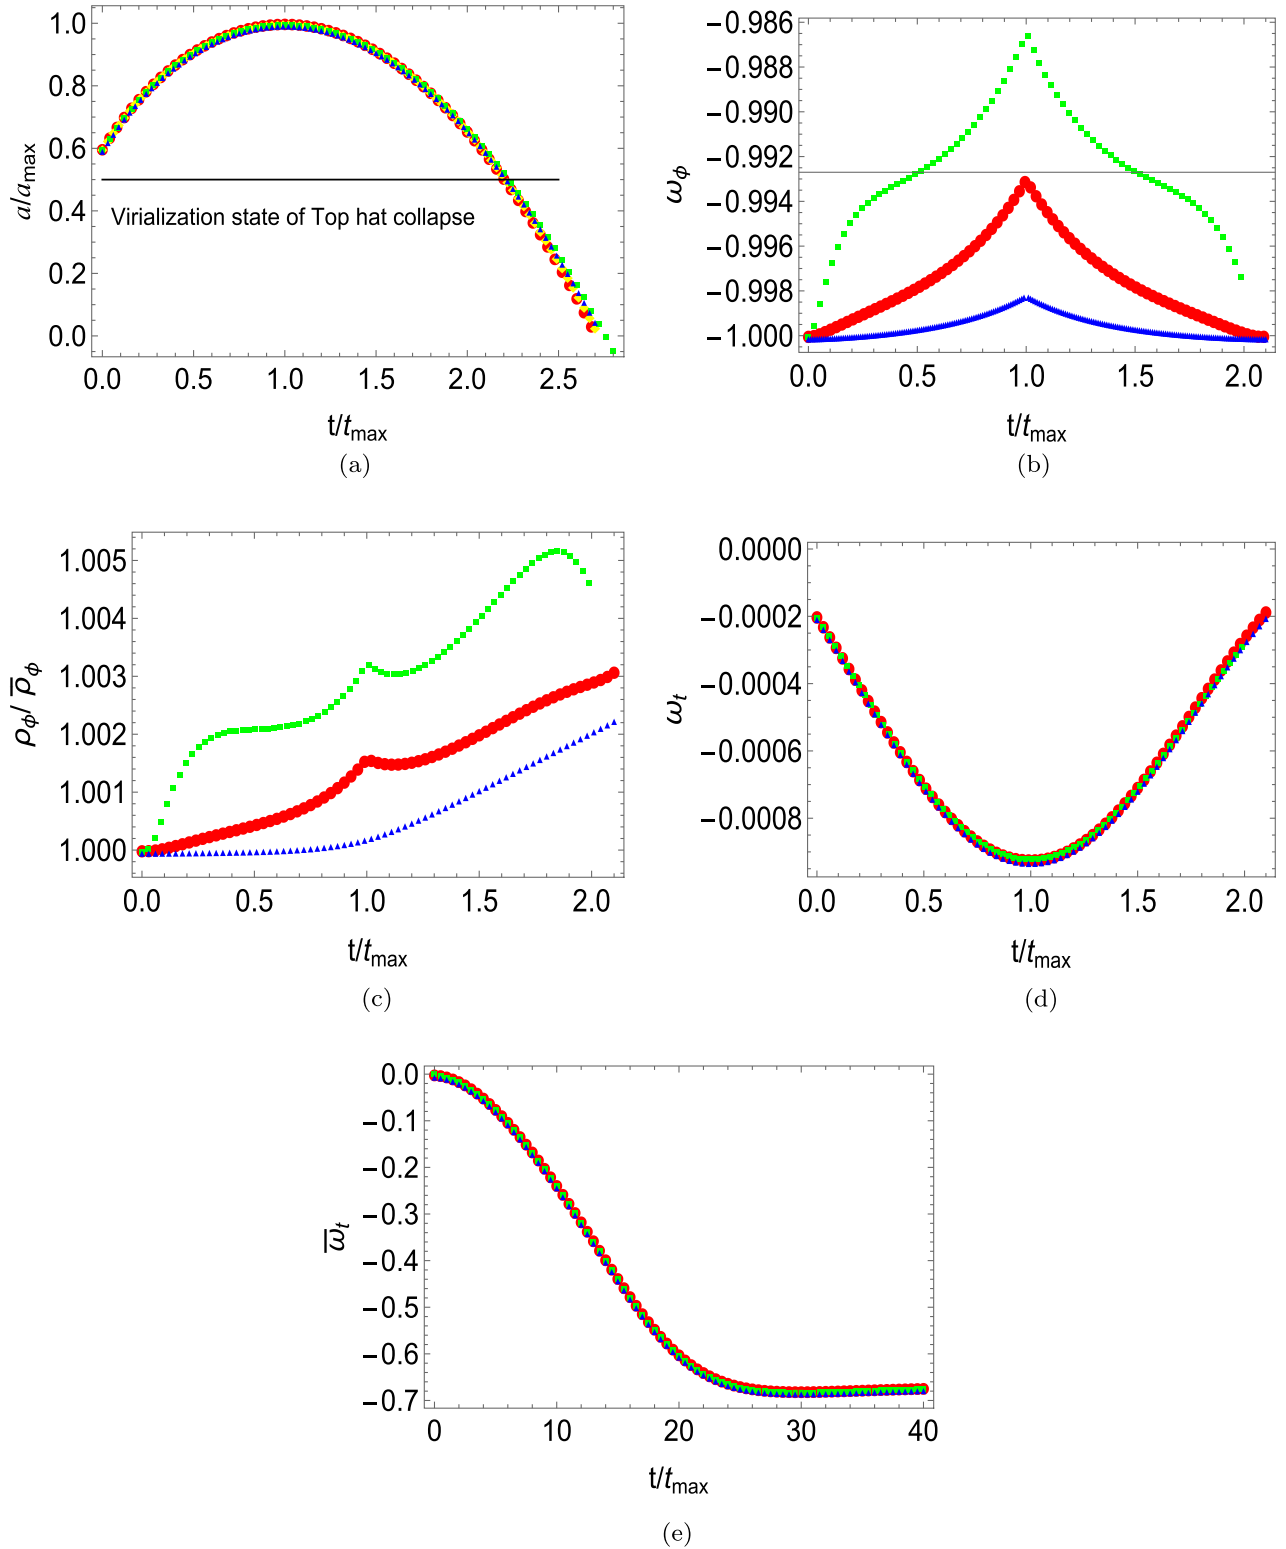 1.0
0.8
0.6
0.4
0.2
0.0
a/a_max
Virialization state of Top hat collapse
0.0 0.5 1.0 1.5 2.0 2.5
t/t_max
(a)
−0.986
−0.988
−0.990
−0.992
−0.994
−0.996
−0.998
−1.000
ω_ϕ
0.0 0.5 1.0 1.5 2.0
t/t_max
(b)
1.005
1.004
1.003
1.002
1.001
1.000
ρ_ϕ/ρ̅_ϕ
0.0 0.5 1.0 1.5 2.0
t/t_max
(c)
0.0000
−0.0002
−0.0004
−0.0006
−0.0008
ω_t
0.0 0.5 1.0 1.5 2.0
t/t_max
(d)
0.0
−0.1
−0.2
−0.3
−0.4
−0.5
−0.6
−0.7
ω̅_t
0 10 20 30 40
t/t_max
(e)